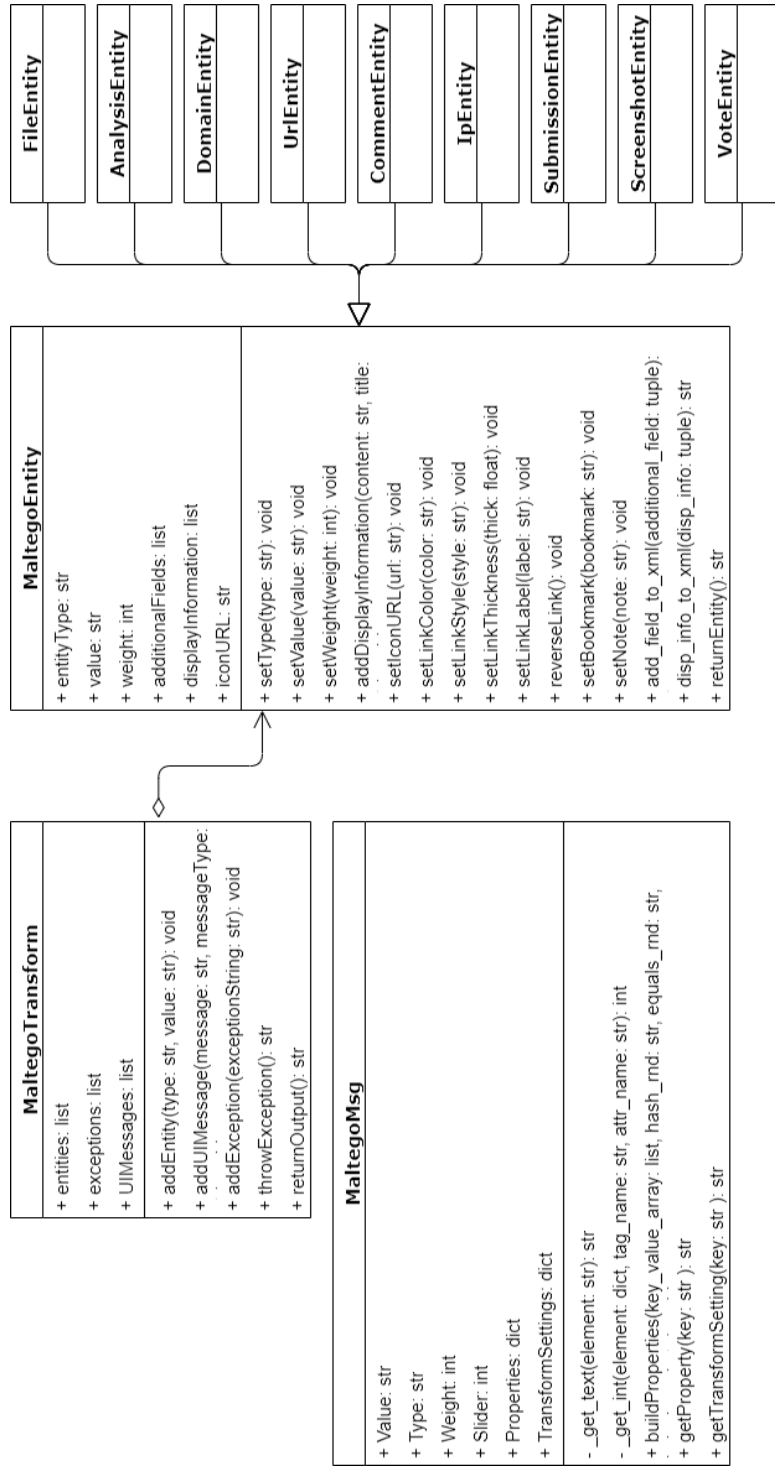 MaltegoTransform
+ entities: list
+ exceptions: list
+ UIMessages: list
+ addEntity(type: str, value: str): void
+ addUIMessage(message: str, messageType:
+ addException(exceptionString: str): void
+ throwException(): str
+ returnOutput(): str
MaltegoMsg
+ Value: str
+ Type: str
+ Weight: int
+ Slider: int
+ Properties: dict
+ TransformSettings: dict
- _get_text(element: str): str
- _get_int(element: dict, tag_name: str, attr_name: str): int
+ buildProperties(key_value_array: list, hash_rnd: str, equals_rnd: str,
+ getProperty(key: str ): str
+ getTransformSetting(key: str ): str
MaltegoEntity
+ entityType: str
+ value: str
+ weight: int
+ additionalFields: list
+ displayInformation: list
+ iconURL: str
+ setType(type: str): void
+ setValue(value: str): void
+ setWeight(weight: int): void
+ addDisplayInformation(content: str, title:
+ setIconURL(url: str): void
+ setLinkColor(color: str): void
+ setLinkStyle(style: str): void
+ setLinkThickness(thick: float): void
+ setLinkLabel(label: str): void
+ reverseLink(): void
+ setBookmark(bookmark: str): void
+ setNote(note: str): void
+ add_field_to_xml(additional_field: tuple):
+ disp_info_to_xml(disp_info: tuple): str
+ returnEntity(): str
FileEntity
AnalysisEntity
DomainEntity
UrlEntity
CommentEntity
IpEntity
SubmissionEntity
ScreenshotEntity
VoteEntity